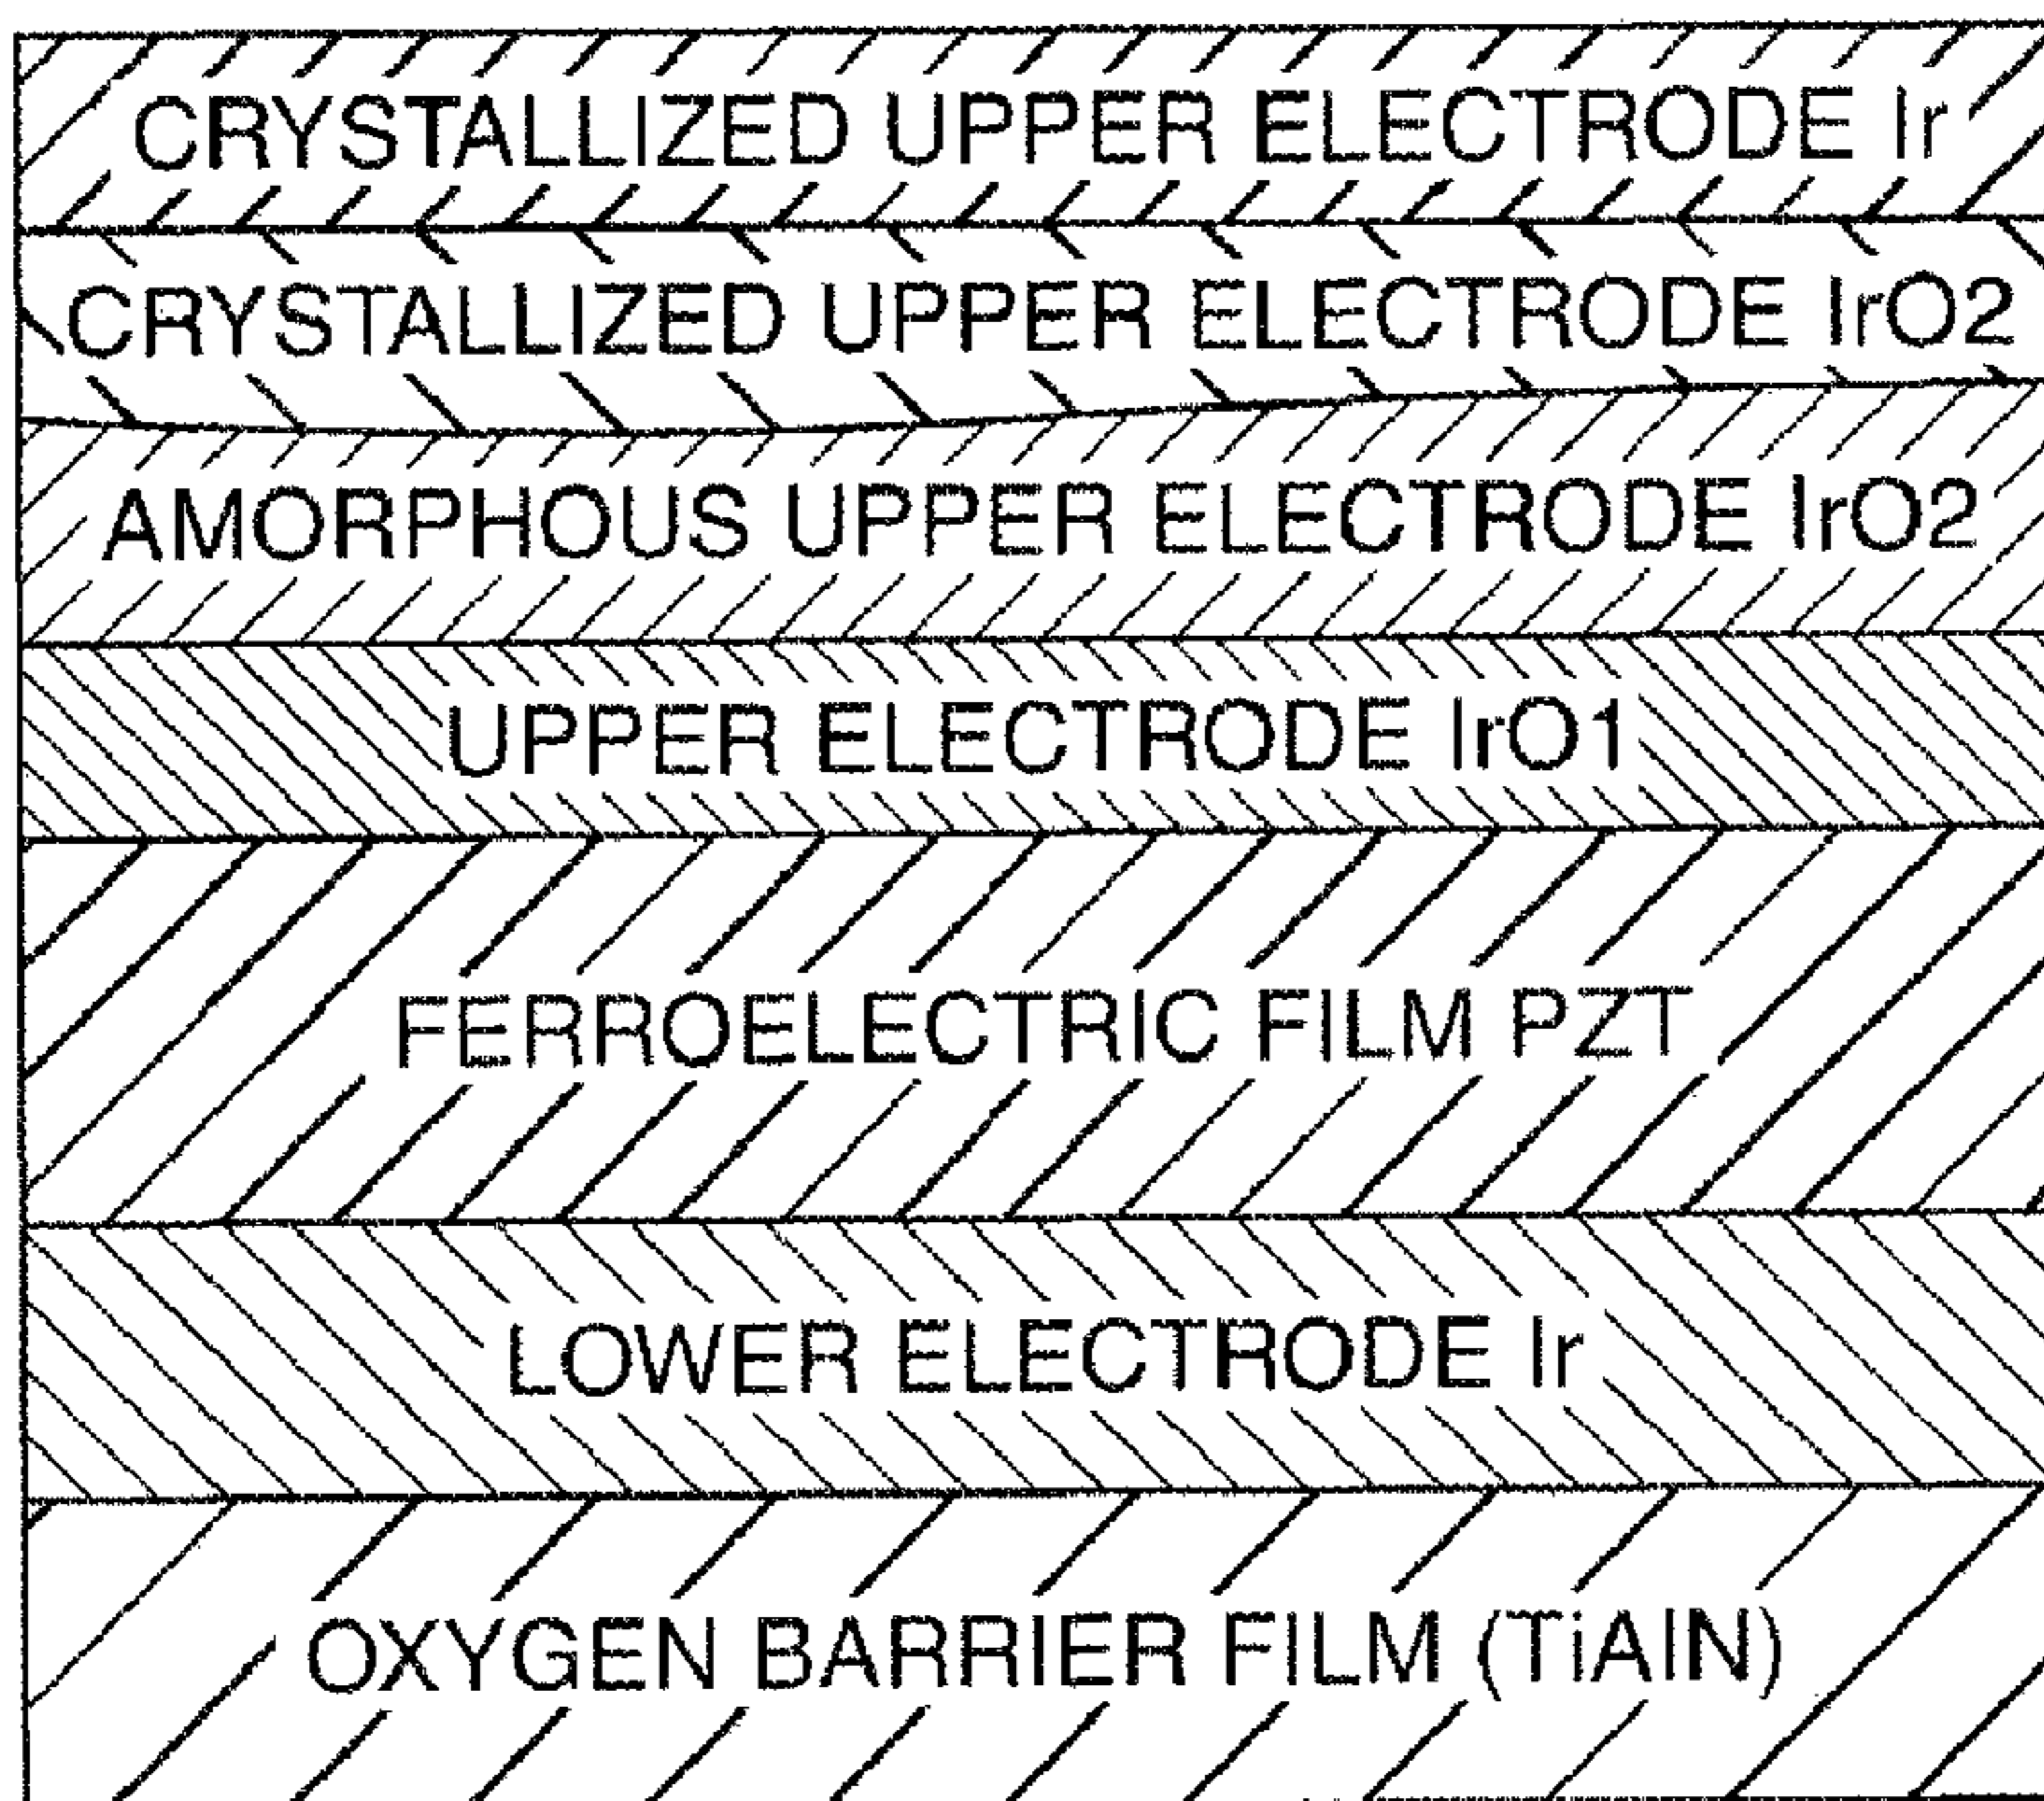 CRYSTALLIZED UPPER ELECTRODE Ir
CRYSTALLIZED UPPER ELECTRODE IrO2
AMORPHOUS UPPER ELECTRODE IrO2
UPPER ELECTRODE IrO1
FERROELECTRIC FILM PZT
LOWER ELECTRODE Ir
OXYGEN BARRIER FILM (TiAlN)